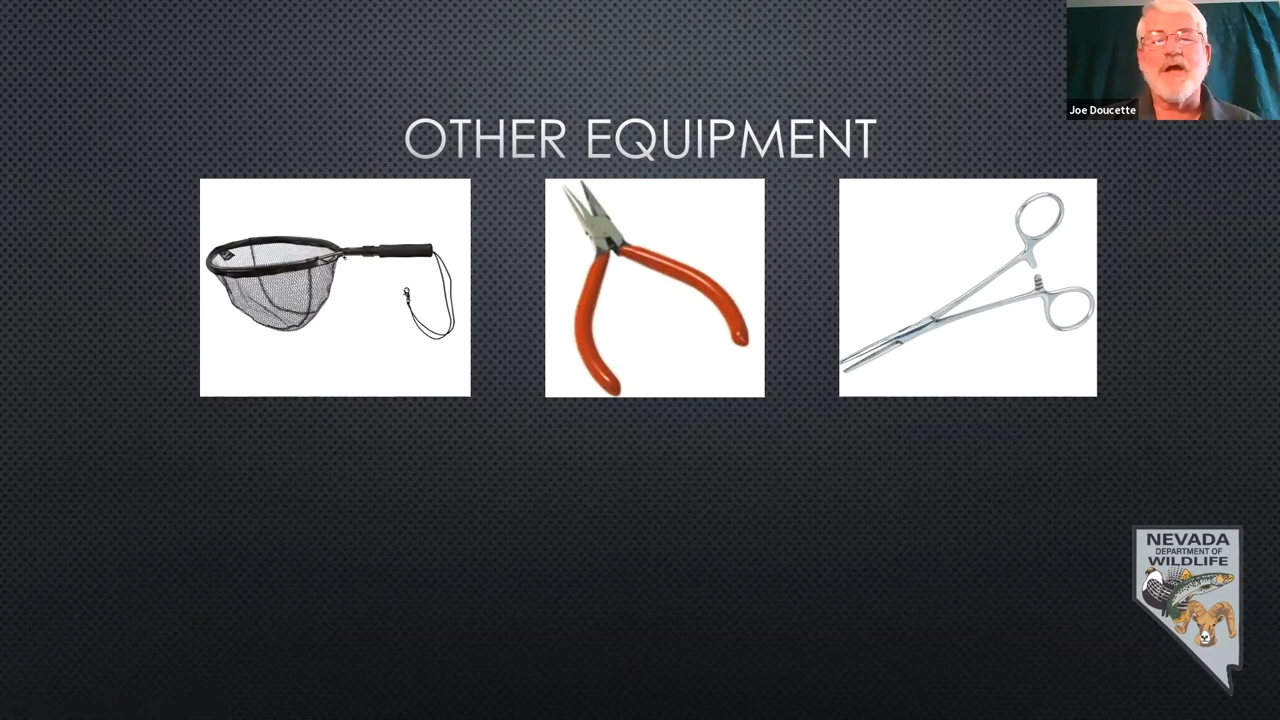 Joe Doucette
OTHER EQUIPMENT
NEVADA
DEPARTMENT OF
WILDLIFE